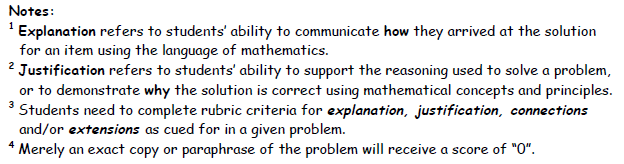 Notes:
¹ Explanation refers to students’ ability to communicate how they arrived at the solution
for an item using the language of mathematics.
² Justification refers to students’ ability to support the reasoning used to solve a problem,
or to demonstrate why the solution is correct using mathematical concepts and principles.
³ Students need to complete rubric criteria for explanation, justification, connections
and/or extensions as cued for in a given problem.
⁴ Merely an exact copy or paraphrase of the problem will receive a score of “0”.